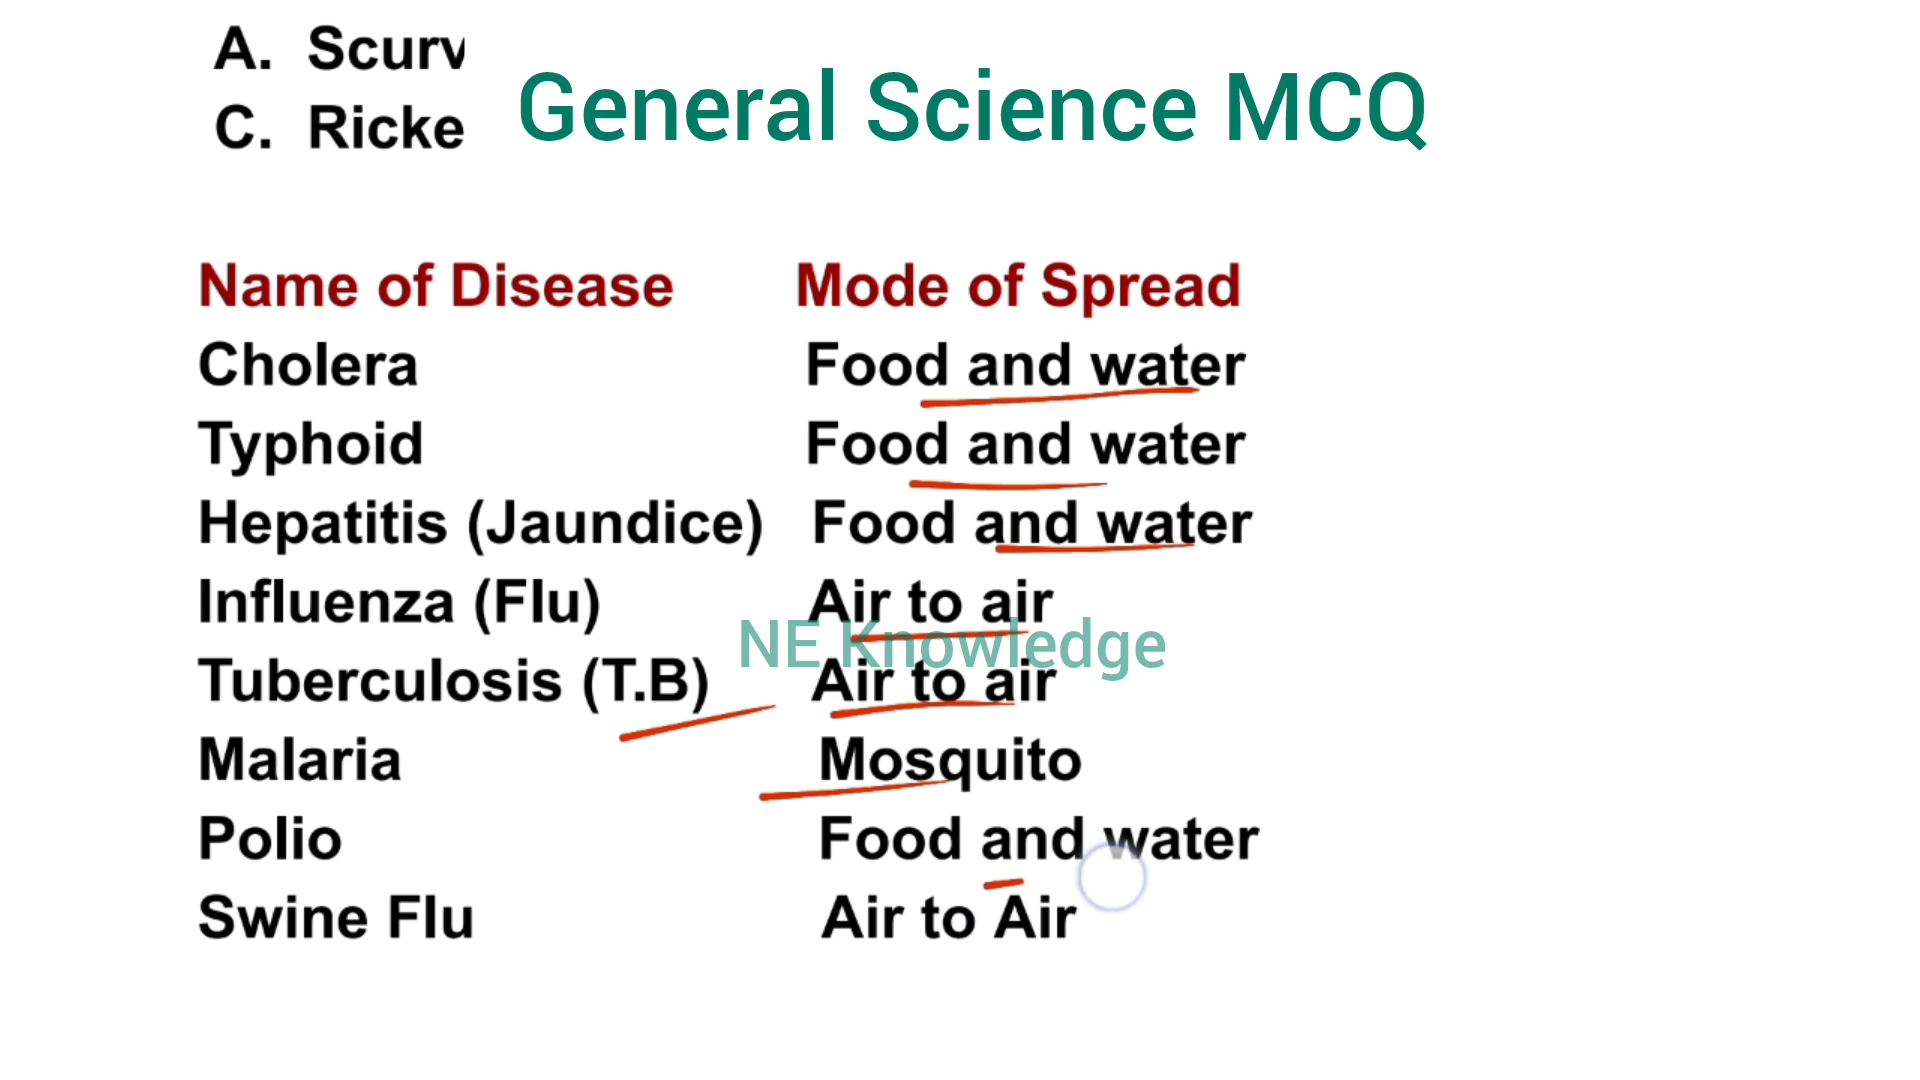 A. Scurv
C. Ricke
General Science MCQ
Name of Disease Mode of Spread
Cholera Food and water
Typhoid Food and water
Hepatitis (Jaundice) Food and water
Influenza (Flu) Air to air
NE Knowledge
Tuberculosis (T.B) Air to air
Malaria Mosquito
Polio Food and water
Swine Flu Air to Air